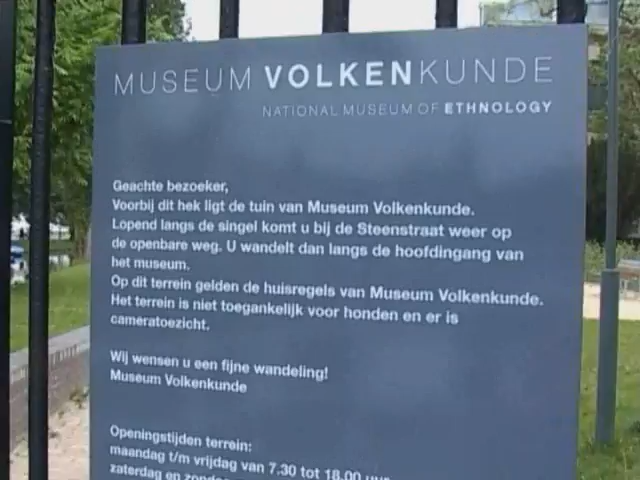 MUSEUM VOLKENKUNDE
NATIONAL MUSEUM OF ETHNOLOGY
Geachte bezoeker,
Voorbij dit hek ligt de tuin van Museum Volkenkunde.
Lopend langs de singel komt u bij de Steenstraat weer op
de openbare weg. U wandelt dan langs de hoofdingang van
het museum.
Op dit terrein gelden de huisregels van Museum Volkenkunde.
Het terrein is niet toegankelijk voor honden en er is
cameratoezicht.
Wij wensen u een fijne wandeling!
Museum Volkenkunde
Openingstijden terrein:
maandag t/m vrijdag van 7.30 tot 18.00 uur
zaterdag en